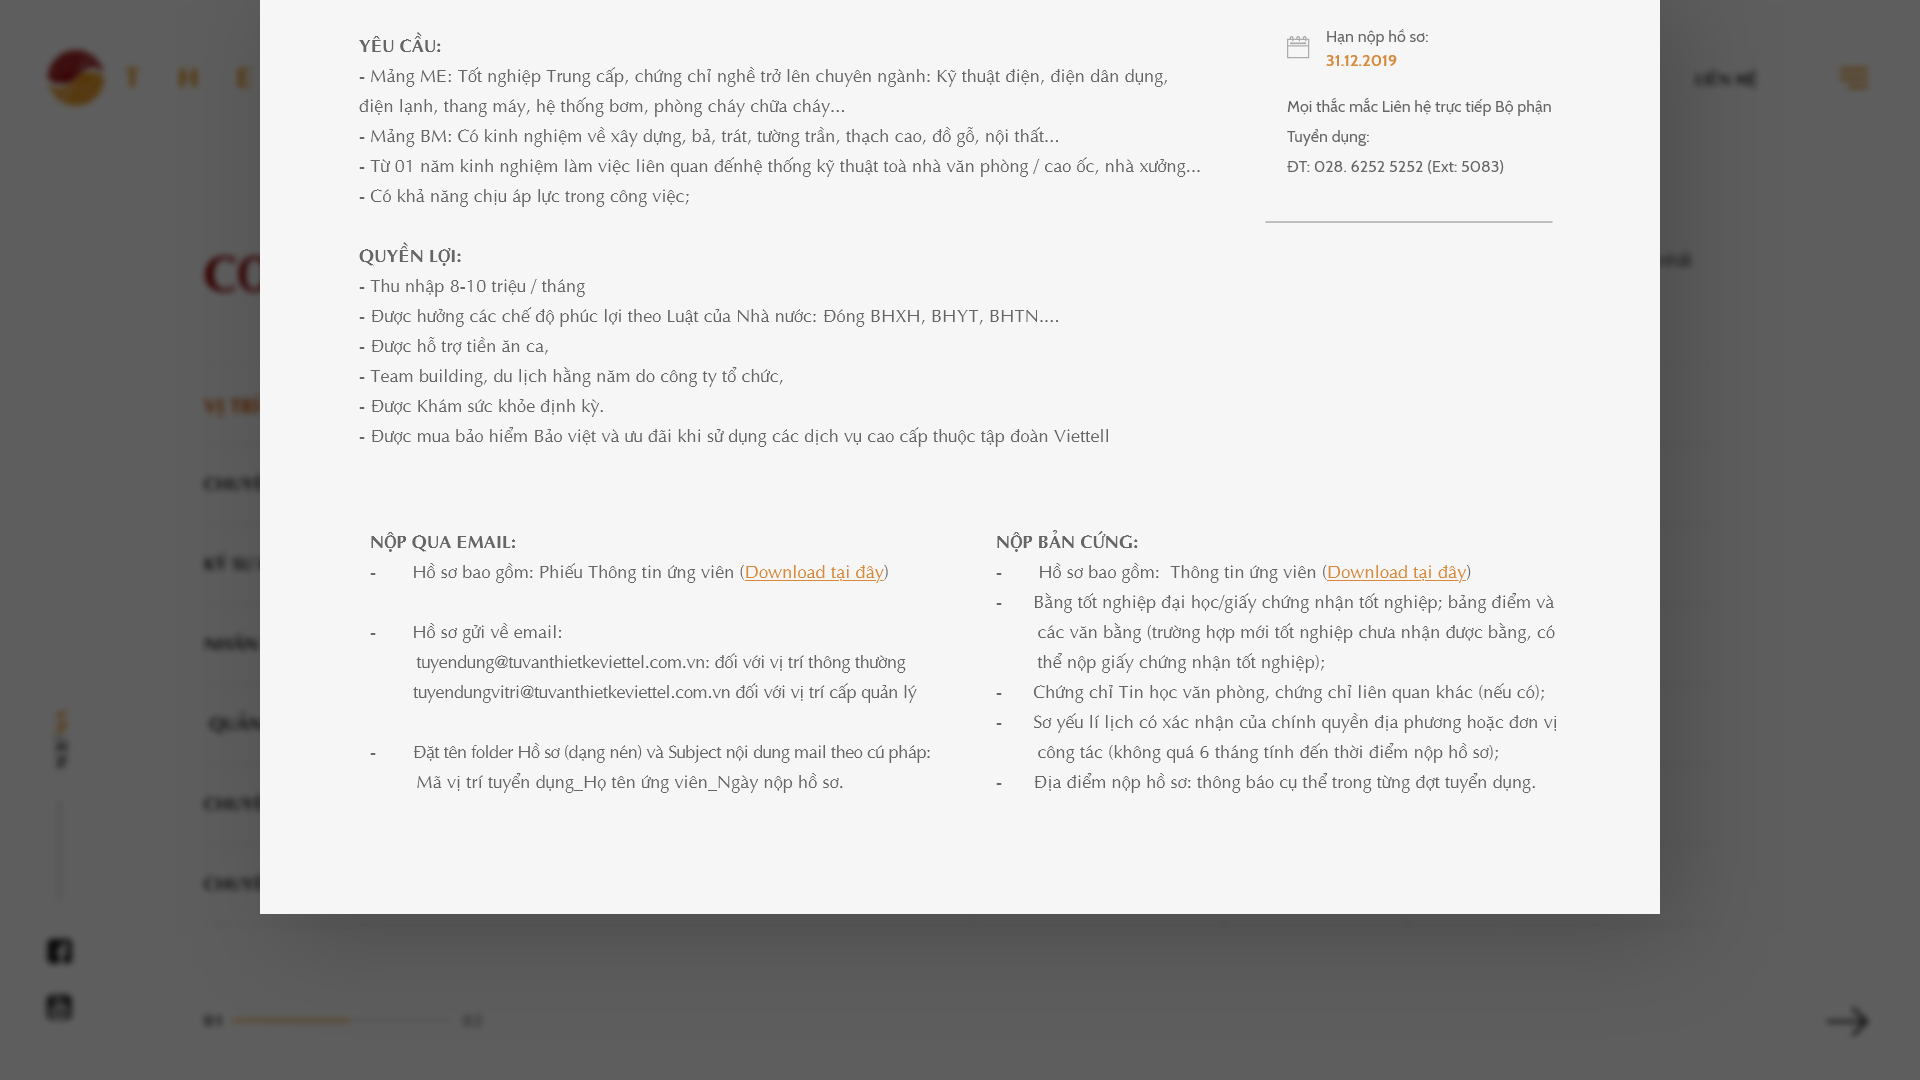 YÊU CẦU:
- Mảng ME: Tốt nghiệp Trung cấp, chứng chỉ nghề trở lên chuyên ngành: Kỹ thuật điện, điện dân dụng,
điện lạnh, thang máy, hệ thống bơm, phòng cháy chữa cháy...
- Mảng BM: Có kinh nghiệm về xây dựng, bả, trát, tường trần, thạch cao, đồ gỗ, nội thất...
- Từ 01 năm kinh nghiệm làm việc liên quan đếnhệ thống kỹ thuật toà nhà văn phòng / cao ốc, nhà xưởng...
- Có khả năng chịu áp lực trong công việc;
QUYỀN LỢI:
- Thu nhập 8-10 triệu / tháng
- Được hưởng các chế độ phúc lợi theo Luật của Nhà nước: Đóng BHXH, BHYT, BHTN....
- Được hỗ trợ tiền ăn ca,
- Team building, du lịch hằng năm do công ty tổ chức,
- Được Khám sức khỏe định kỳ.
- Được mua bảo hiểm Bảo việt và ưu đãi khi sử dụng các dịch vụ cao cấp thuộc tập đoàn Viettell
Hạn nộp hồ sơ:
31.12.2019
Mọi thắc mắc Liên hệ trực tiếp Bộ phận
Tuyển dụng:
ĐT: 028. 6252 5252 (Ext: 5083)
NỘP QUA EMAIL:
- Hồ sơ bao gồm: Phiếu Thông tin ứng viên (Download tại đây)
- Hồ sơ gửi về email:
tuyendung@tuvanthietkeviettel.com.vn: đối với vị trí thông thường
tuyendungvitri@tuvanthietkeviettel.com.vn đối với vị trí cấp quản lý
- Đặt tên folder Hồ sơ (dạng nén) và Subject nội dung mail theo cú pháp:
Mã vị trí tuyển dụng_Họ tên ứng viên_Ngày nộp hồ sơ.
NỘP BẢN CỨNG:
- Hồ sơ bao gồm: Thông tin ứng viên (Download tại đây)
- Bằng tốt nghiệp đại học/giấy chứng nhận tốt nghiệp; bảng điểm và
các văn bằng (trường hợp mới tốt nghiệp chưa nhận được bằng, có
thể nộp giấy chứng nhận tốt nghiệp);
- Chứng chỉ Tin học văn phòng, chứng chỉ liên quan khác (nếu có);
- Sơ yếu lí lịch có xác nhận của chính quyền địa phương hoặc đơn vị
công tác (không quá 6 tháng tính đến thời điểm nộp hồ sơ);
- Địa điểm nộp hồ sơ: thông báo cụ thể trong từng đợt tuyển dụng.
T H E
LIÊN HỆ
CO
VỊ TRÍ
CHUYÊ
KỸ SƯ
NHÂN
QUẢN
CHUYÊ
CHUYÊ